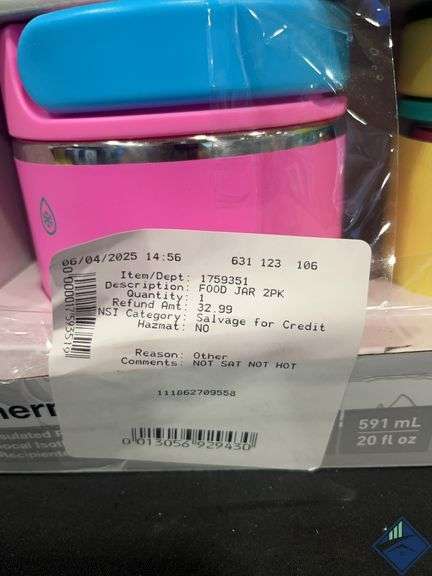 06/04/2025 14:56 631 123 106
Item/Dept: 1759351
Description: FOOD JAR 2PK
Quantity: 1
Refund Amt: 32.99
NSI Category: Salvage for Credit
Hazmat: NO
Reason: Other
Comments: NOT SAT NOT HOT
111862709558
0 013056 929430
591 mL
20 fl oz